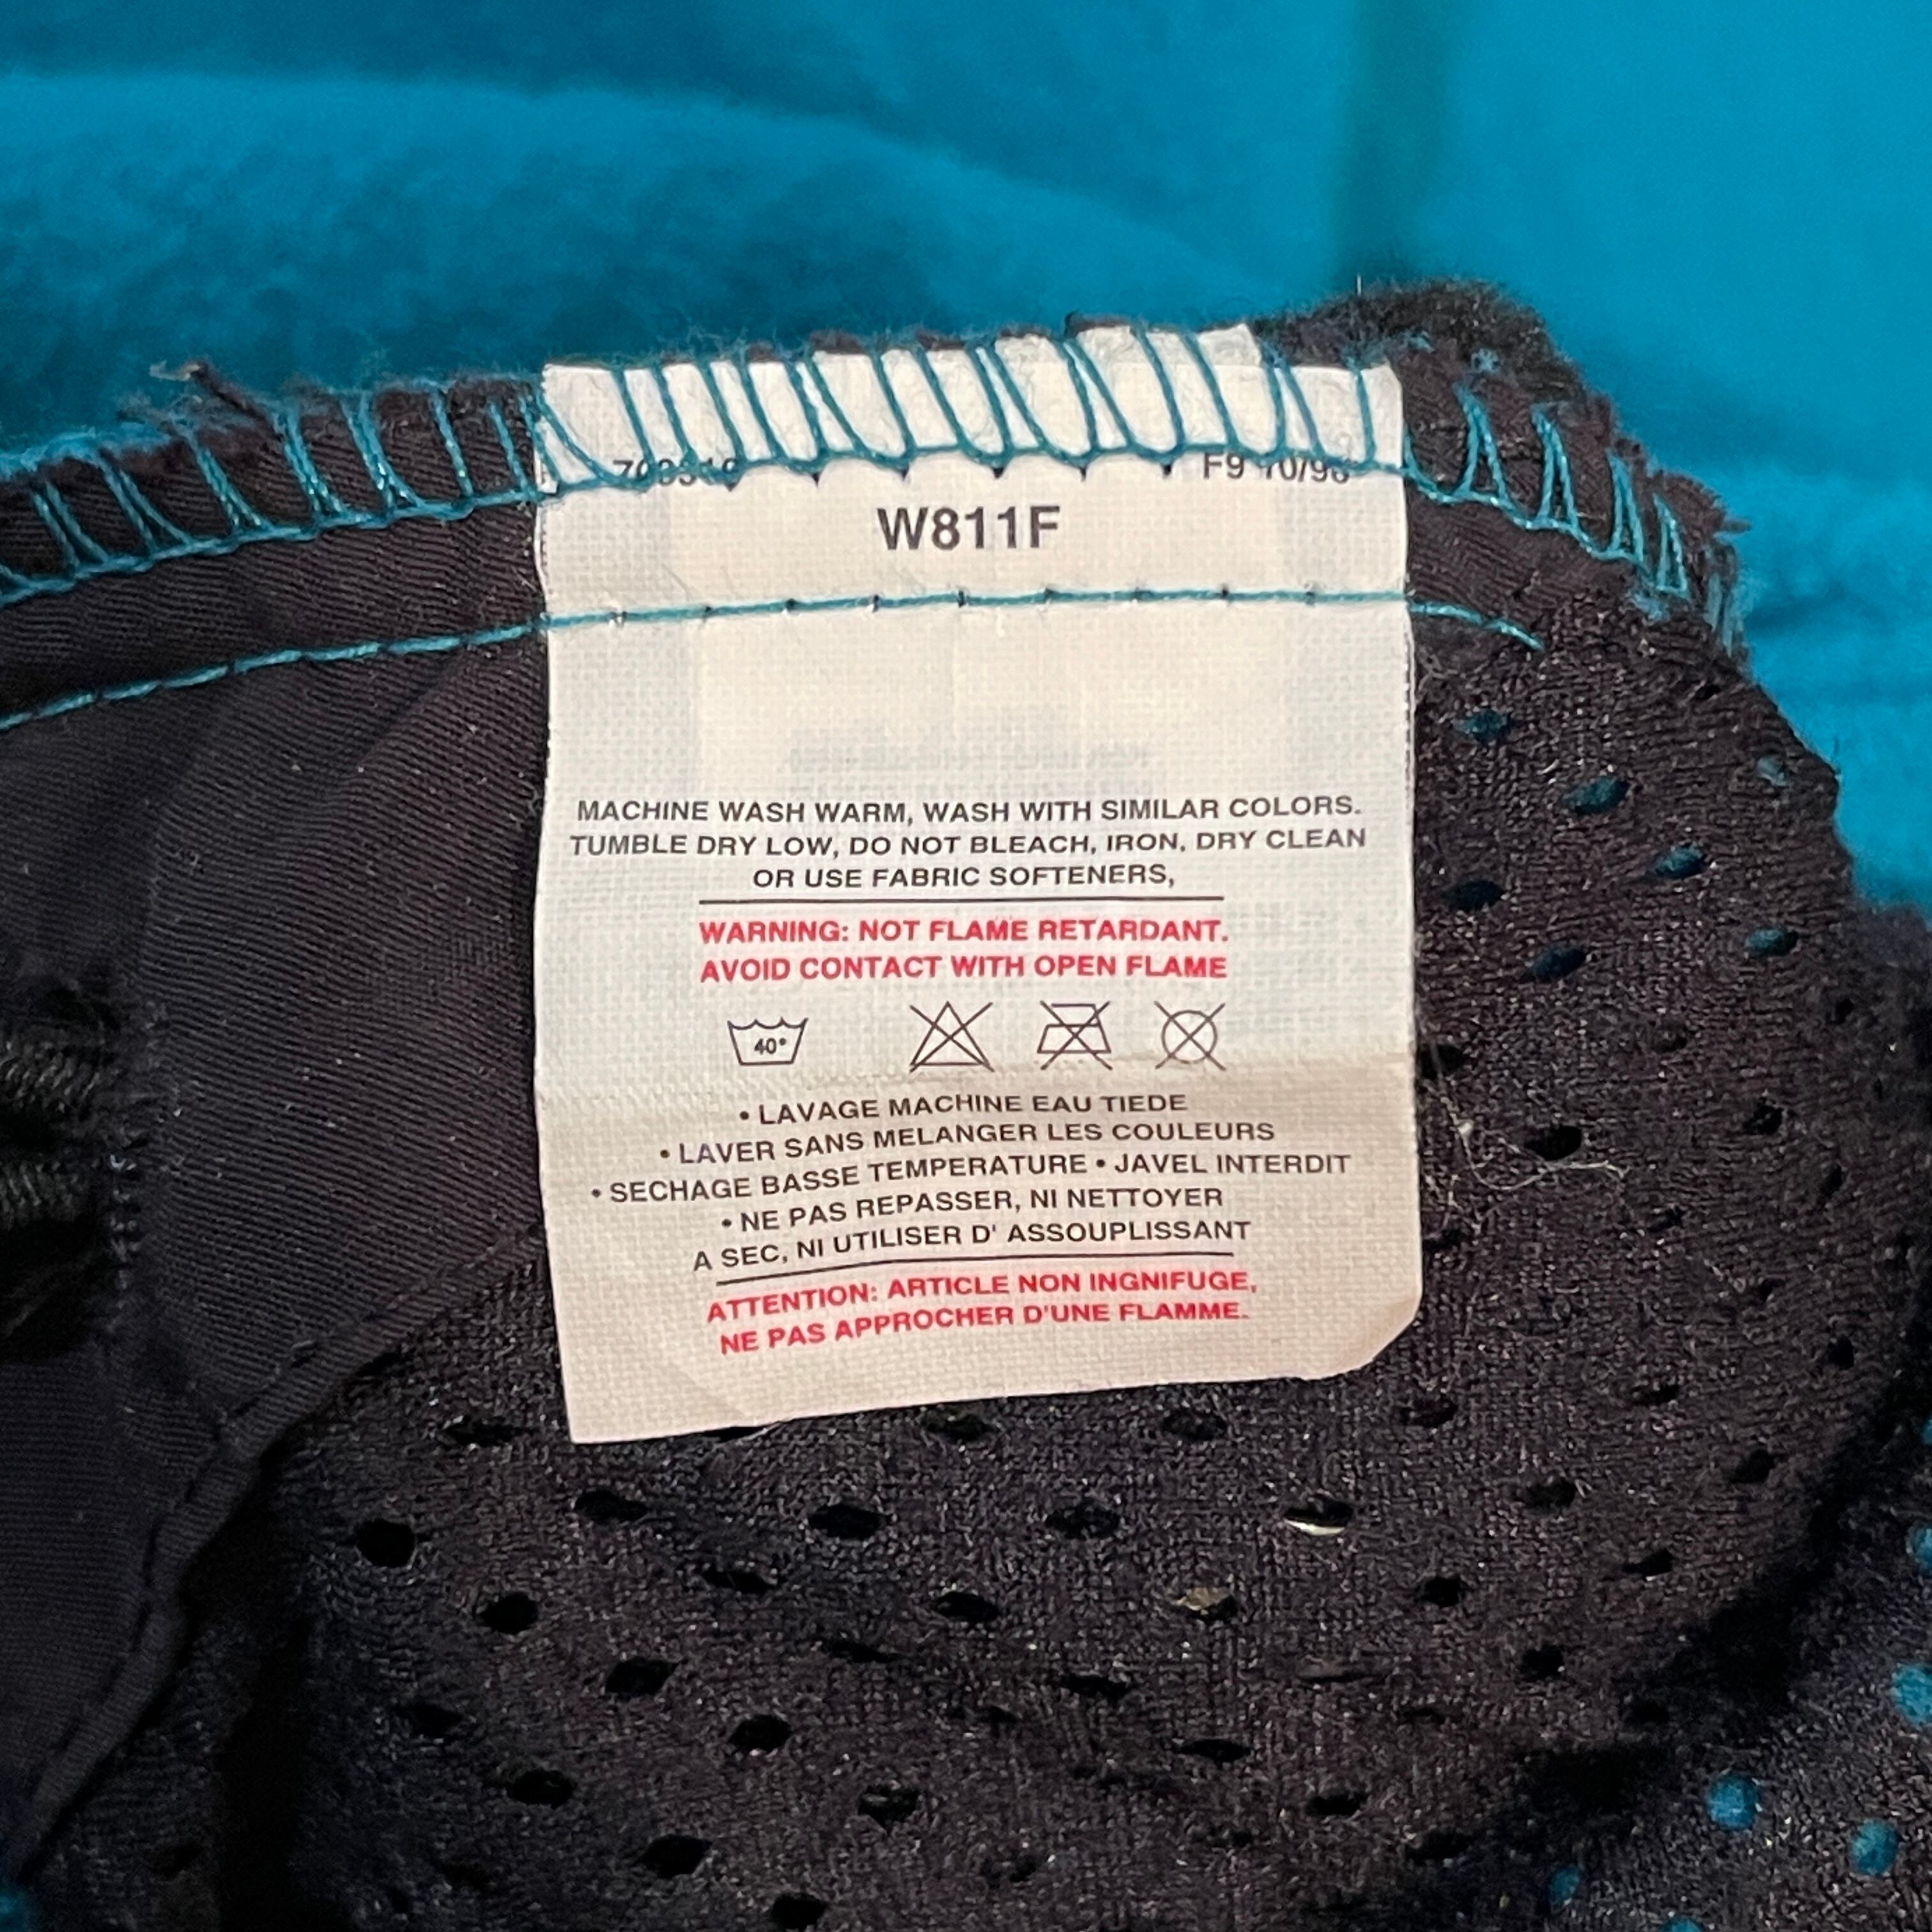 W811F
MACHINE WASH WARM, WASH WITH SIMILAR COLORS.
TUMBLE DRY LOW, DO NOT BLEACH, IRON, DRY CLEAN
OR USE FABRIC SOFTENERS,
WARNING: NOT FLAME RETARDANT.
AVOID CONTACT WITH OPEN FLAME
40°
• LAVAGE MACHINE EAU TIEDE
• LAVER SANS MELANGER LES COULEURS
• SECHAGE BASSE TEMPERATURE • JAVEL INTERDIT
• NE PAS REPASSER, NI NETTOYER
A SEC, NI UTILISER D' ASSOUPLISSANT
ATTENTION: ARTICLE NON INGNIFUGE,
NE PAS APPROCHER D'UNE FLAMME.